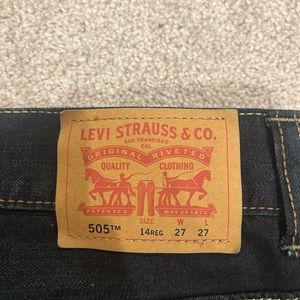 LEVI STRAUSS & CO.
SAN FRANCISCO
CAL.
ORIGINAL RIVETED
QUALITY CLOTHING
PATENTED MAY 20 1873
SIZE W L
505™ 14REG 27 27